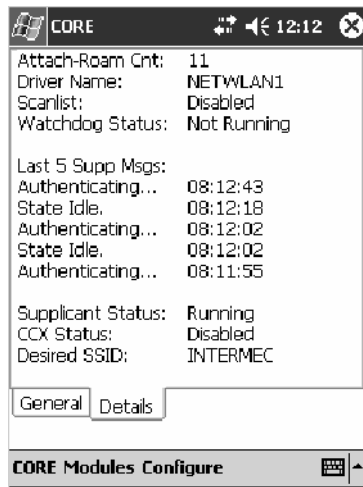 CORE 12:12
Attach-Roam Cnt: 11
Driver Name: NETWLAN1
Scanlist: Disabled
Watchdog Status: Not Running
Last 5 Supp Msgs:
Authenticating... 08:12:43
State Idle. 08:12:18
Authenticating... 08:12:02
State Idle. 08:12:02
Authenticating... 08:11:55
Supplicant Status: Running
CCX Status: Disabled
Desired SSID: INTERMEC
General Details
CORE Modules Configure